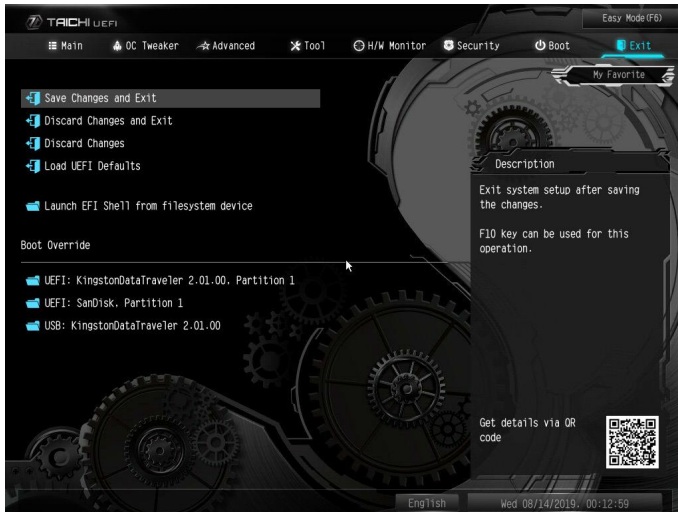 TAICHI UEFI
Easy Mode(F6)
Main
OC Tweaker
Advanced
Tool
H/W Monitor
Security
Boot
Exit
My Favorite
Save Changes and Exit
Discard Changes and Exit
Discard Changes
Load UEFI Defaults
Launch EFI Shell from filesystem device
Boot Override
UEFI: KingstonDataTraveler 2.01.00, Partition 1
UEFI: SanDisk, Partition 1
USB: KingstonDataTraveler 2.01.00
Description
Exit system setup after saving
the changes.
F10 key can be used for this
operation.
Get details via QR
code
English
Wed 08/14/2019, 00:12:59